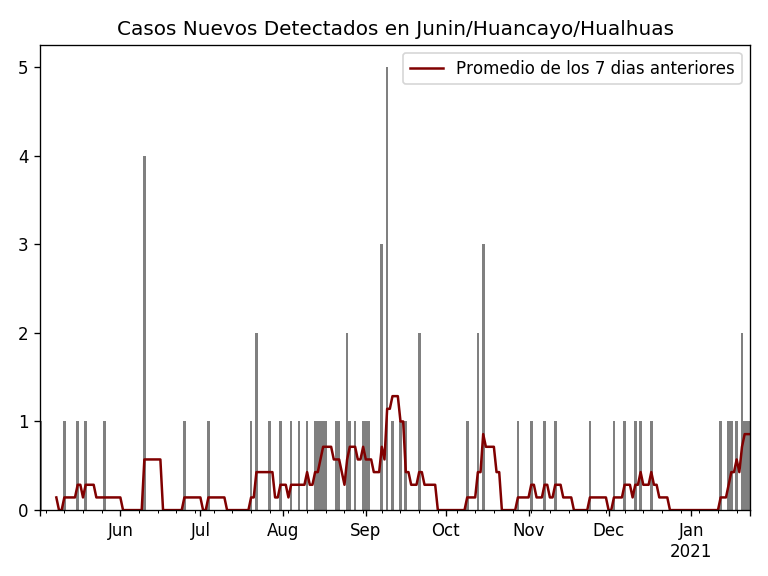 Casos Nuevos Detectados en Junin/Huancayo/Hualhuas
Promedio de los 7 dias anteriores
5
4
3
2
1
0
Jun Jul Aug Sep Oct Nov Dec Jan
2021